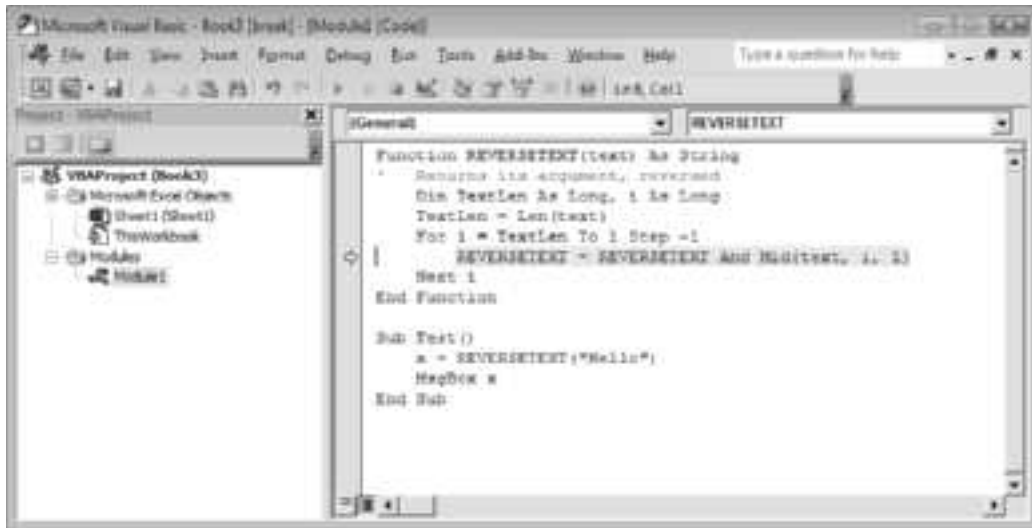 Microsoft Visual Basic - Book3 [break] - [Module1 (Code)]
File Edit View Insert Format Debug Run Tools Add-Ins Window Help Type a question for help
Ln 6, Col 1
Project - VBAProject
VBAProject (Book3)
Microsoft Excel Objects
Sheet1 (Sheet1)
ThisWorkbook
Modules
Module1
(General) REVERSETEXT
Function REVERSETEXT(text) As String
' Returns its argument, reversed
Dim TextLen As Long, i As Long
TextLen = Len(text)
For i = TextLen To 1 Step -1
REVERSETEXT = REVERSETEXT And Mid(text, i, 1)
Next i
End Function
Sub Test()
x = REVERSETEXT("Hello")
MsgBox x
End Sub